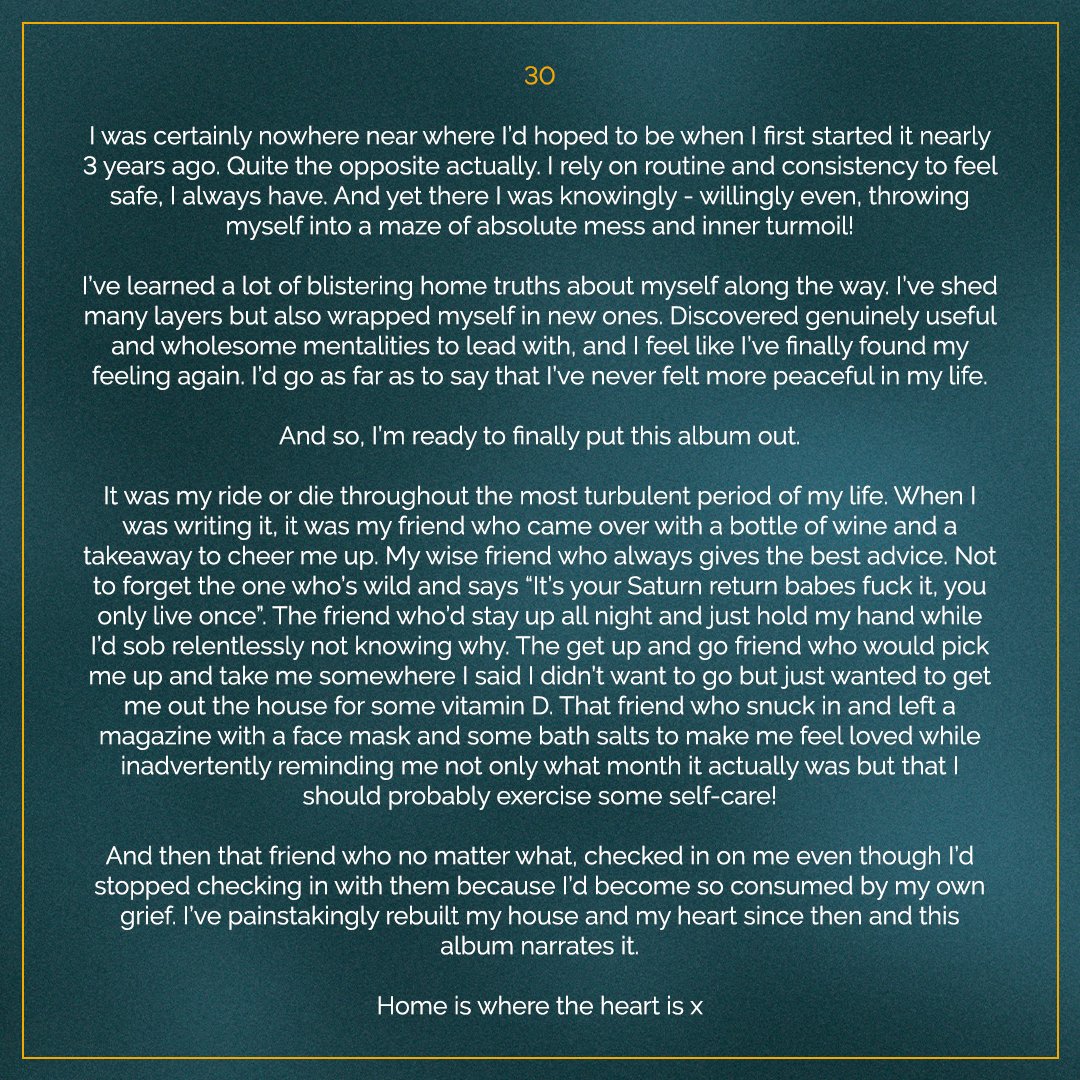 30
I was certainly nowhere near where I’d hoped to be when I first started it nearly
3 years ago. Quite the opposite actually. I rely on routine and consistency to feel
safe, I always have. And yet there I was knowingly - willingly even, throwing
myself into a maze of absolute mess and inner turmoil!
I’ve learned a lot of blistering home truths about myself along the way. I’ve shed
many layers but also wrapped myself in new ones. Discovered genuinely useful
and wholesome mentalities to lead with, and I feel like I’ve finally found my
feeling again. I’d go as far as to say that I’ve never felt more peaceful in my life.
And so, I’m ready to finally put this album out.
It was my ride or die throughout the most turbulent period of my life. When I
was writing it, it was my friend who came over with a bottle of wine and a
takeaway to cheer me up. My wise friend who always gives the best advice. Not
to forget the one who’s wild and says “It’s your Saturn return babes fuck it, you
only live once”. The friend who’d stay up all night and just hold my hand while
I’d sob relentlessly not knowing why. The get up and go friend who would pick
me up and take me somewhere I said I didn’t want to go but just wanted to get
me out the house for some vitamin D. That friend who snuck in and left a
magazine with a face mask and some bath salts to make me feel loved while
inadvertently reminding me not only what month it actually was but that I
should probably exercise some self-care!
And then that friend who no matter what, checked in on me even though I’d
stopped checking in with them because I’d become so consumed by my own
grief. I’ve painstakingly rebuilt my house and my heart since then and this
album narrates it.
Home is where the heart is x